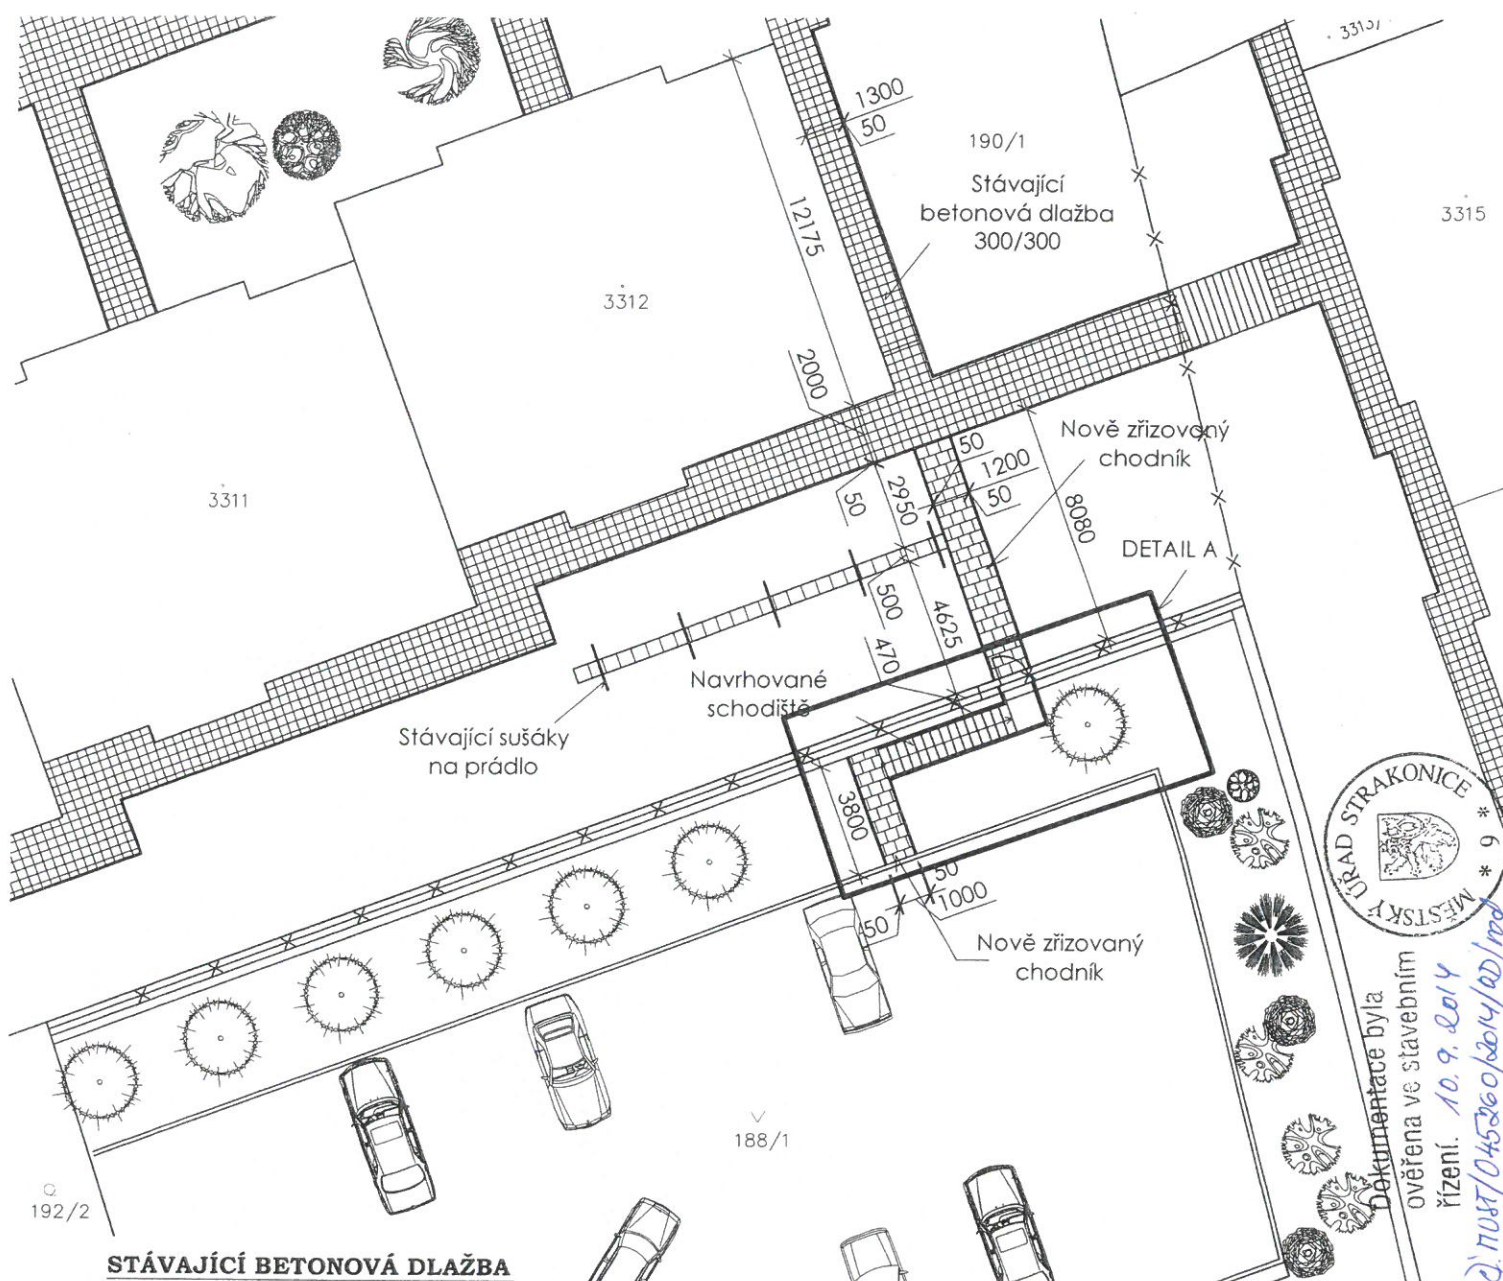 3313/
1300
50
190/1
Stávající
betonová dlažba
300/300
3315
12175
3312
2000
Nově zřizovaný
chodník
50
1200
50
3311
50
2950
8080
DETAIL A
500
4625
470
Navrhované
schodiště
Stávající sušáky
na prádlo
3800
50
1000
Nově zřizovaný
chodník
MĚSTSKÝ ÚŘAD STRAKONICE * 6 *
Dokumentace byla
ověřena ve stavebním
řízení. 10. 9. 2014
188/1
192/2
STÁVAJÍCÍ BETONOVÁ DLAŽBA